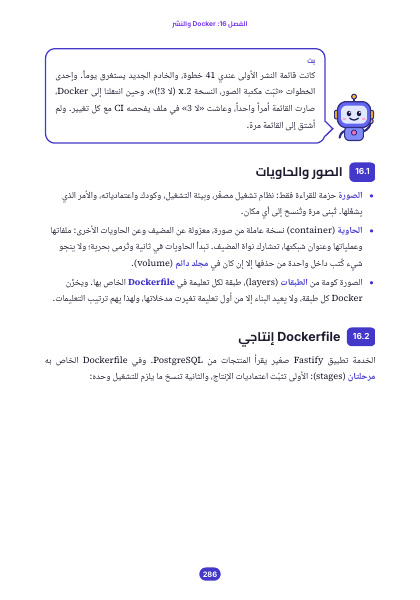 الفصل 16: Docker والنشر
بت
كانت قائمة النشر الأولى عندي 41 خطوة، والخادم الجديد يستغرق يوماً. وإحدى
الخطوات «ثبّت مكتبة الصور، النسخة x.2 (لا 3!)». وحين انتقلنا إلى Docker،
صارت القائمة أمراً واحداً، وعاشت «لا 3» في ملف يفحصه CI مع كل تغيير. ولم
أشتق إلى القائمة مرة.
16.1 الصور والحاويات
• الصورة حزمة للقراءة فقط: نظام تشغيل مصغّر، وبيئة التشغيل، وكودك واعتمادياته، والأمر الذي
يشغّلها. تُبنى مرة وتُنسخ إلى أي مكان.
• الحاوية (container) نسخة عاملة من صورة، معزولة عن المضيف وعن الحاويات الأخرى: ملفاتها
وعملياتها وعنوان شبكتها، تتشارك نواة المضيف. تبدأ الحاويات في ثانية وتُرمى بحرية؛ ولا ينجو
شيء كُتب داخل واحدة من حذفها إلا إن كان في مجلد دائم (volume).
• الصورة كومة من الطبقات (layers)، طبقة لكل تعليمة في Dockerfile الخاص بها. ويخزّن
Docker كل طبقة، ولا يعيد البناء إلا من أول تعليمة تغيرت مدخلاتها، ولهذا يهم ترتيب التعليمات.
16.2 Dockerfile إنتاجي
الخدمة تطبيق Fastify صغير يقرأ المنتجات من PostgreSQL. وفي Dockerfile الخاص به
مرحلتان (stages): الأولى تثبّت اعتماديات الإنتاج، والثانية تنسخ ما يلزم للتشغيل وحده:
286